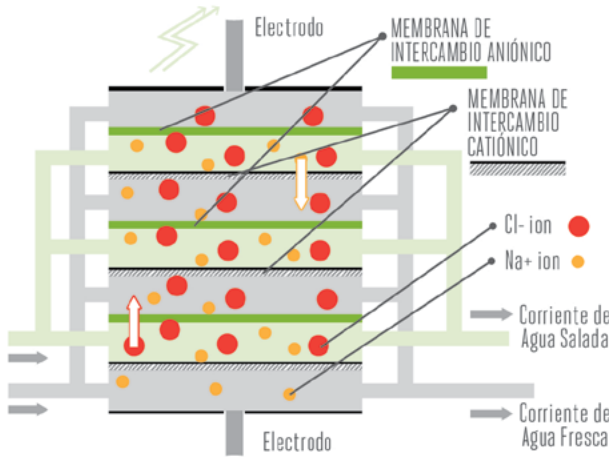 Electrodo
MEMBRANA DE
INTERCAMBIO ANIÓNICO
MEMBRANA DE
INTERCAMBO
CATIÓNICO
Cl- ion
Na+ ion
Corriente de
Agua Salada
Corriente de
Agua Fresca
Electrodo